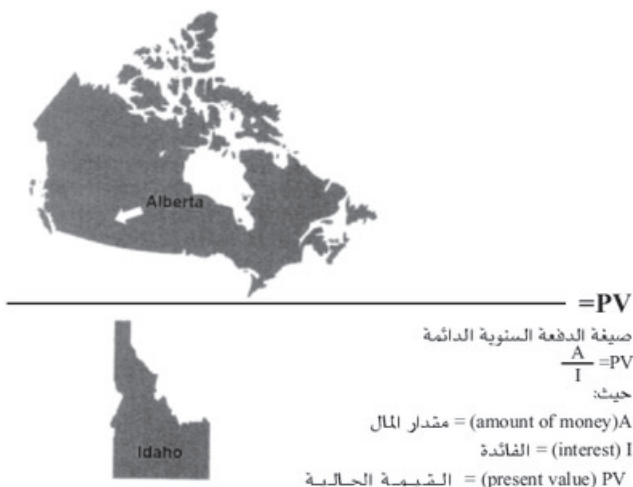 Alberta
=PV
Idaho
صيغة الدفعة السنوية الدائمة
PV= A/I =PV
حيث:
A(amount of money) = مقدار المال
I (interest) = الفائدة
PV (present value) = القيمة الحالية